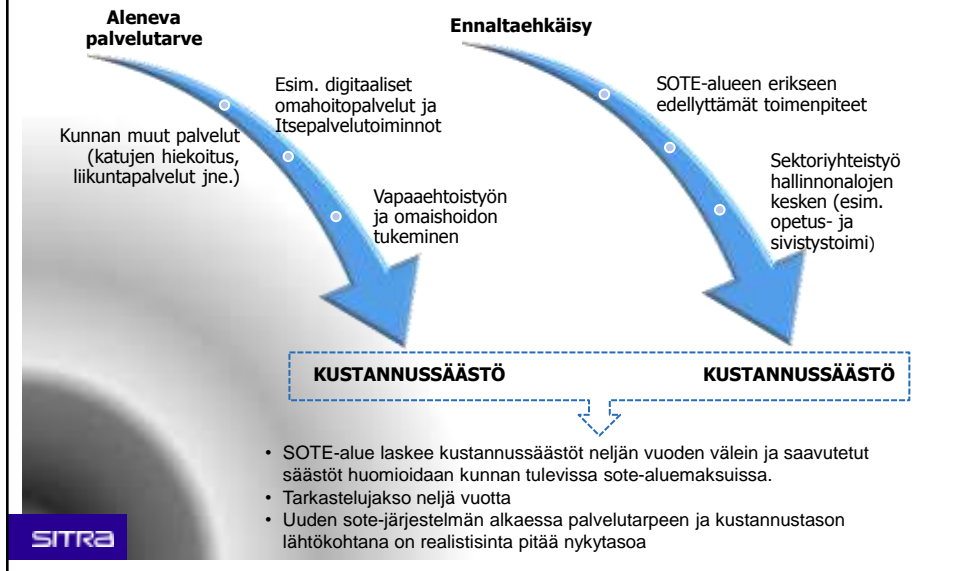 Aleneva
palvelutarve
Ennaltaehkäisy
Esim. digitaaliset
omahoitopalvelut ja
Itsepalvelutoiminnot
SOTE-alueen erikseen
edellyttämät toimenpiteet
Kunnan muut palvelut
(katujen hiekoitus,
liikuntapalvelut jne.)
Sektoriyhteistyö
hallinnonalojen
kesken (esim.
opetus- ja
sivistystoimi)
Vapaaehtoistyön
ja omaishoidon
tukeminen
KUSTANNUSSÄÄSTÖ
KUSTANNUSSÄÄSTÖ
• SOTE-alue laskee kustannussäästöt neljän vuoden välein ja saavutetut
säästöt huomioidaan kunnan tulevissa sote-aluemaksuissa.
• Tarkastelujakso neljä vuotta
• Uuden sote-järjestelmän alkaessa palvelutarpeen ja kustannustason
lähtökohtana on realistisinta pitää nykytasoa
SITRA